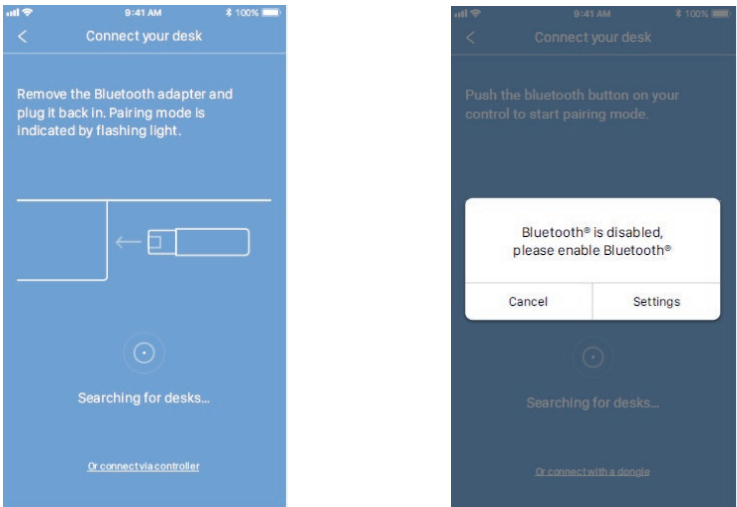 9:41 AM
100%
Connect your desk
Remove the Bluetooth adapter and
plug it back in. Pairing mode is
indicated by flashing light.
Searching for desks...
Or connect via controller
9:41 AM
100%
Connect your desk
Push the bluetooth button on your
control to start pairing mode.
Bluetooth® is disabled,
please enable Bluetooth®
Cancel
Settings
Searching for desks...
Or connect with a dongle